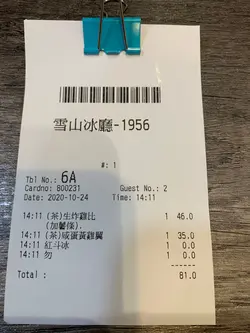 雪山冰廳-1956
#: 1
Tbl No.: 6A
Cardno: 800231 Guest No.: 2
Date: 2020-10-24 Time: 14:11
14:11 (茶)生炸雞比 1 46.0
(加薯條).
14:11 (茶)咸蛋黃雞翼 1 35.0
14:11 紅斗冰 1 0.0
14:11 勿 1 0.0
Total : 81.0